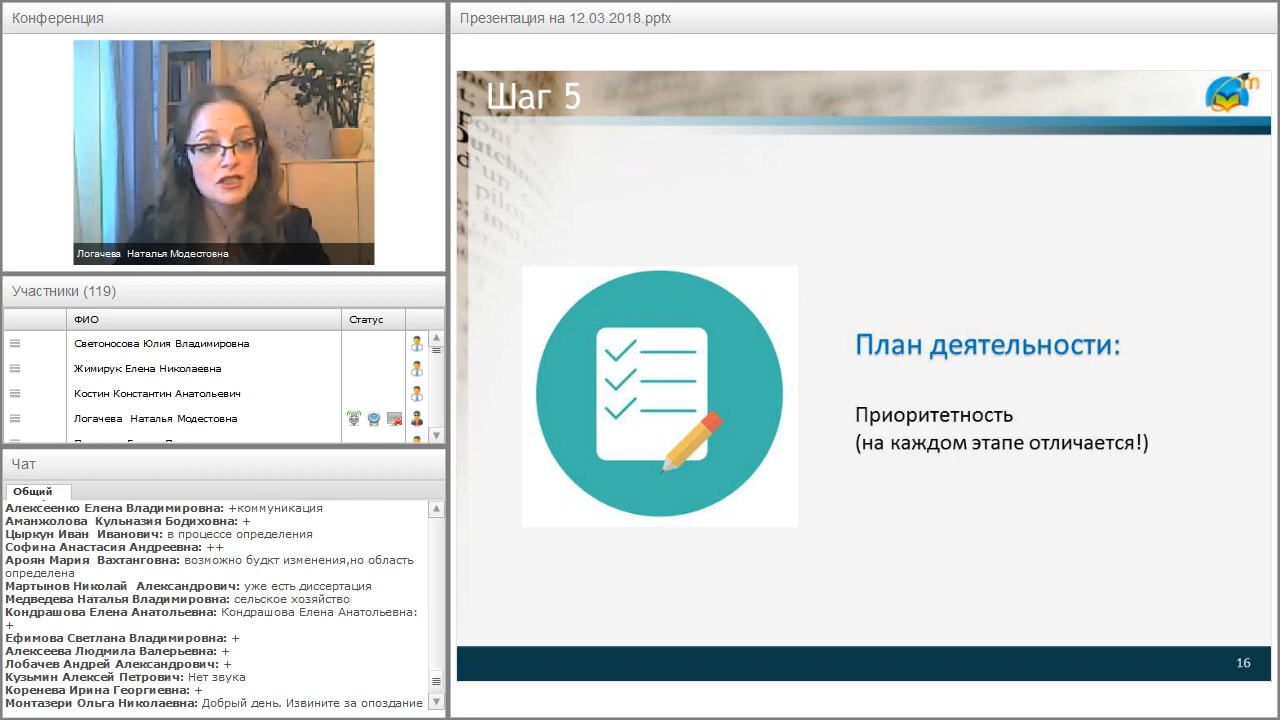 Конференция
Логачева  Наталья Модестовна
Участники (119)
ФИО
Статус
Светоносова Юлия Владимировна
Жимирук Елена Николаевна
Костин Константин Анатольевич
Логачева  Наталья Модестовна
Чат
Общий
Алексеенко Елена Владимировна: +коммуникация
Аманжолова  Кульназия Бодиховна: +
Цыркун Иван  Иванович: в процессе определения
Софина Анастасия Андреевна: ++
Ароян Мария  Вахтанговна: возможно будкт изменения,но область
определена
Мартынов Николай  Александрович: уже есть диссертация
Медведева Наталья Владимировна: сельское хозяйство
Кондрашова Елена Анатольевна: Кондрашова Елена Анатольевна:
+
Ефимова Светлана Владимировна: +
Алексеева Людмила Валерьевна: +
Лобачев Андрей Александрович: +
Кузьмин Алексей Петрович: Нет звука
Коренева Ирина Георгиевна: +
Монтазери Ольга Николаевна: Добрый день. Извините за опоздание
Презентация на 12.03.2018.pptx
Шаг 5
План деятельности:
Приоритетность
(на каждом этапе отличается!)
16